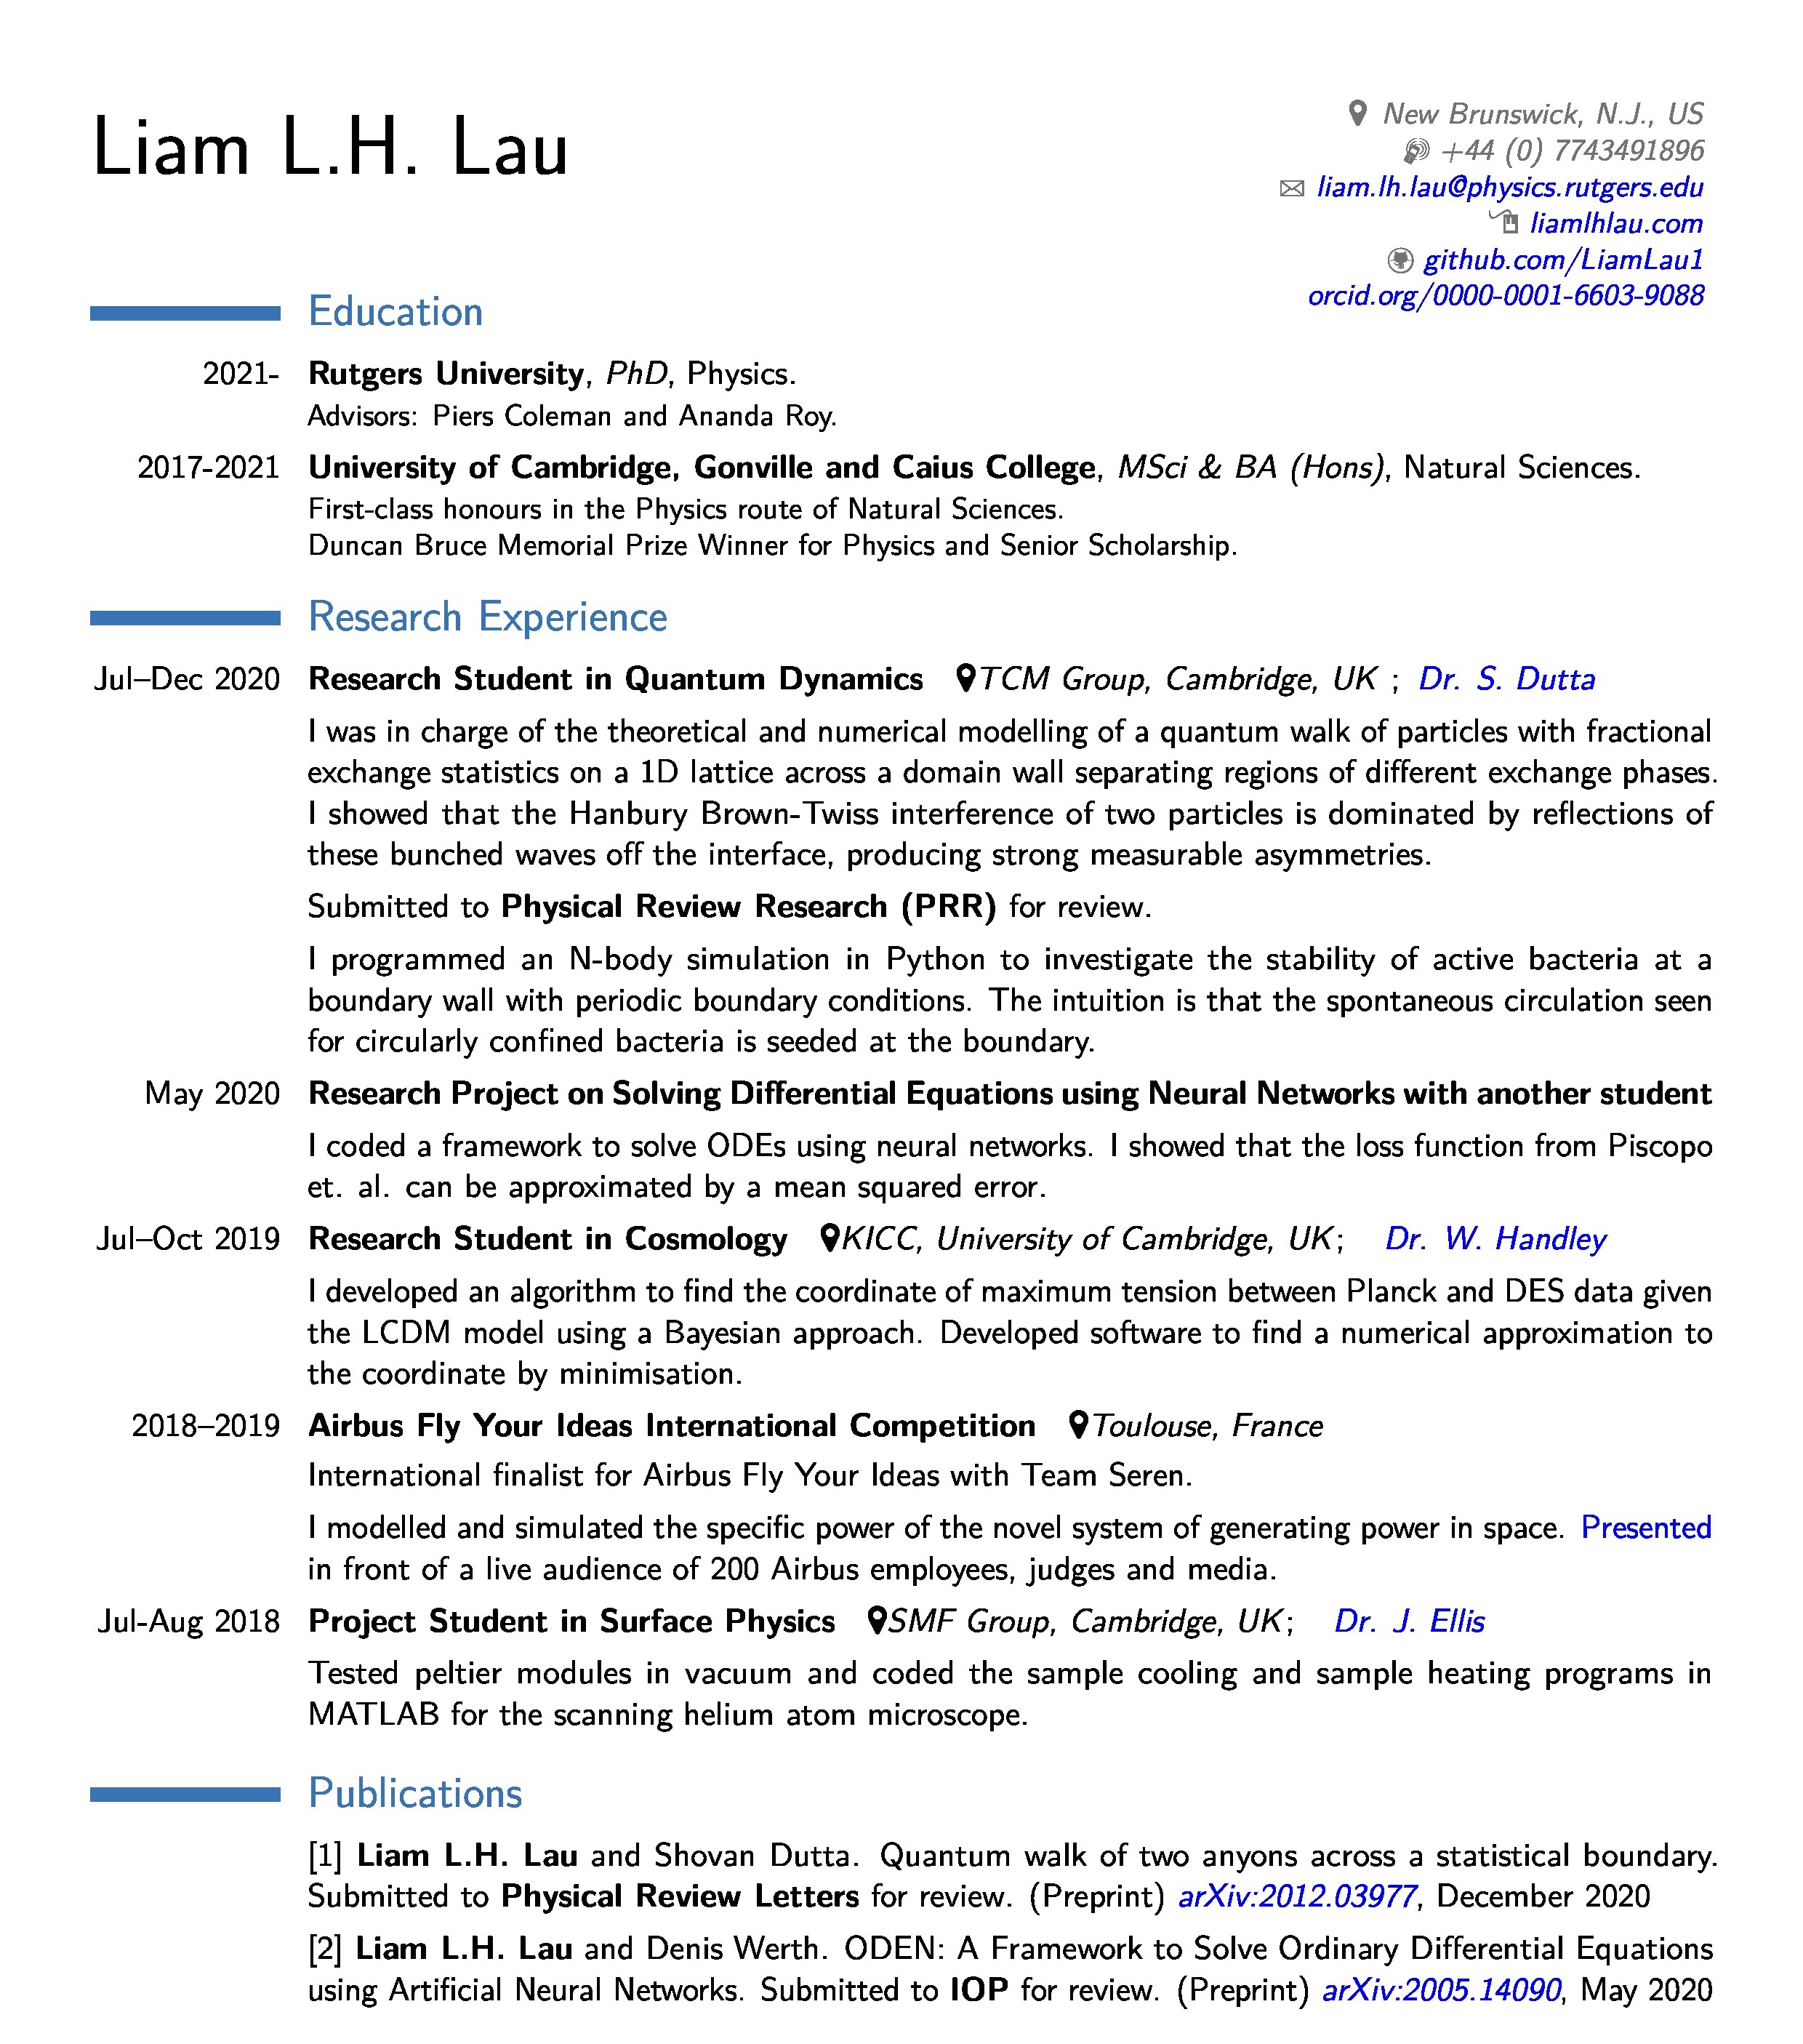 Liam L.H. Lau
New Brunswick, N.J., US
+44 (0) 7743491896
liam.lh.lau@physics.rutgers.edu
liamlhlau.com
github.com/LiamLau1
orcid.org/0000-0001-6603-9088
Education
2021- Rutgers University, PhD, Physics.
Advisors: Piers Coleman and Ananda Roy.
2017-2021 University of Cambridge, Gonville and Caius College, MSci & BA (Hons), Natural Sciences.
First-class honours in the Physics route of Natural Sciences.
Duncan Bruce Memorial Prize Winner for Physics and Senior Scholarship.
Research Experience
Jul–Dec 2020 Research Student in Quantum Dynamics TCM Group, Cambridge, UK ; Dr. S. Dutta
I was in charge of the theoretical and numerical modelling of a quantum walk of particles with fractional
exchange statistics on a 1D lattice across a domain wall separating regions of different exchange phases.
I showed that the Hanbury Brown-Twiss interference of two particles is dominated by reflections of
these bunched waves off the interface, producing strong measurable asymmetries.
Submitted to Physical Review Research (PRR) for review.
I programmed an N-body simulation in Python to investigate the stability of active bacteria at a
boundary wall with periodic boundary conditions. The intuition is that the spontaneous circulation seen
for circularly confined bacteria is seeded at the boundary.
May 2020 Research Project on Solving Differential Equations using Neural Networks with another student
I coded a framework to solve ODEs using neural networks. I showed that the loss function from Piscopo
et. al. can be approximated by a mean squared error.
Jul–Oct 2019 Research Student in Cosmology KICC, University of Cambridge, UK; Dr. W. Handley
I developed an algorithm to find the coordinate of maximum tension between Planck and DES data given
the LCDM model using a Bayesian approach. Developed software to find a numerical approximation to
the coordinate by minimisation.
2018–2019 Airbus Fly Your Ideas International Competition Toulouse, France
International finalist for Airbus Fly Your Ideas with Team Seren.
I modelled and simulated the specific power of the novel system of generating power in space. Presented
in front of a live audience of 200 Airbus employees, judges and media.
Jul-Aug 2018 Project Student in Surface Physics SMF Group, Cambridge, UK; Dr. J. Ellis
Tested peltier modules in vacuum and coded the sample cooling and sample heating programs in
MATLAB for the scanning helium atom microscope.
Publications
[1] Liam L.H. Lau and Shovan Dutta. Quantum walk of two anyons across a statistical boundary.
Submitted to Physical Review Letters for review. (Preprint) arXiv:2012.03977, December 2020
[2] Liam L.H. Lau and Denis Werth. ODEN: A Framework to Solve Ordinary Differential Equations
using Artificial Neural Networks. Submitted to IOP for review. (Preprint) arXiv:2005.14090, May 2020